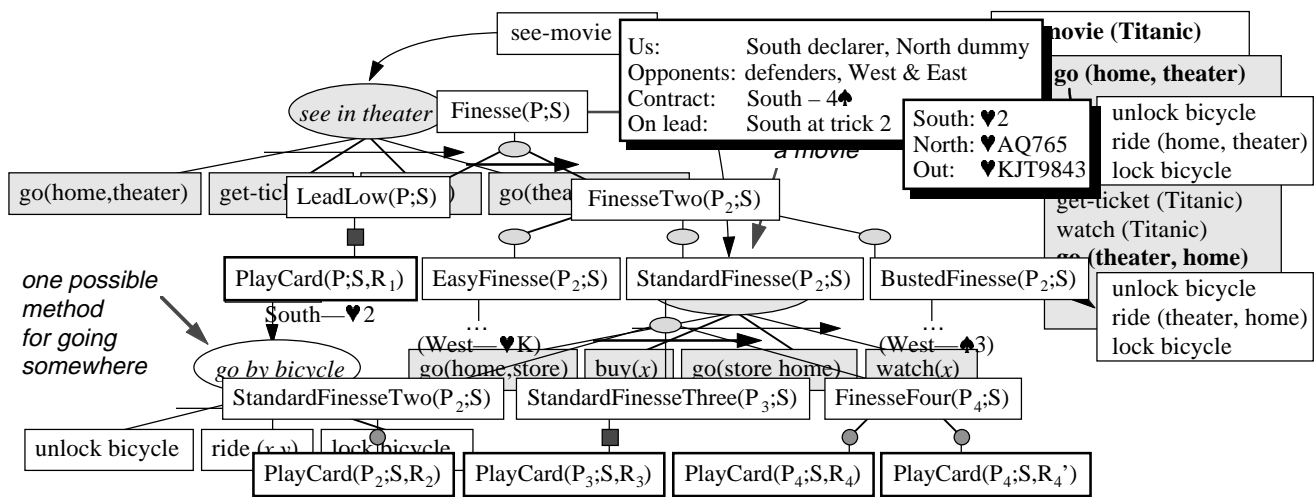 see-movie
Us: South declarer, North dummy
Opponents: defenders, West & East
Contract: South – 4♠
On lead: South at trick 2
movie (Titanic)
go (home, theater)
unlock bicycle
ride (home, theater)
lock bicycle
see in theater
Finesse(P;S)
South: ♥2
North: ♥AQ765
Out: ♥KJT9843
a movie
go(home,theater)
get-tick
LeadLow(P;S)
go(thea
FinesseTwo(P2;S)
get-ticket (Titanic)
watch (Titanic)
go (theater, home)
one possible
method
for going
somewhere
PlayCard(P;S,R1)
EasyFinesse(P2;S)
StandardFinesse(P2;S)
BustedFinesse(P2;S)
unlock bicycle
ride (theater, home)
lock bicycle
South—♥2
…
…
(West—♥K)
(West—♠3)
go by bicycle
go(home,store)
buy(x)
go(store home)
watch(x)
StandardFinesseTwo(P2;S)
StandardFinesseThree(P3;S)
FinesseFour(P4;S)
unlock bicycle
ride (x,y)
lock bicycle
PlayCard(P2;S,R2)
PlayCard(P3;S,R3)
PlayCard(P4;S,R4)
PlayCard(P4;S,R4’)